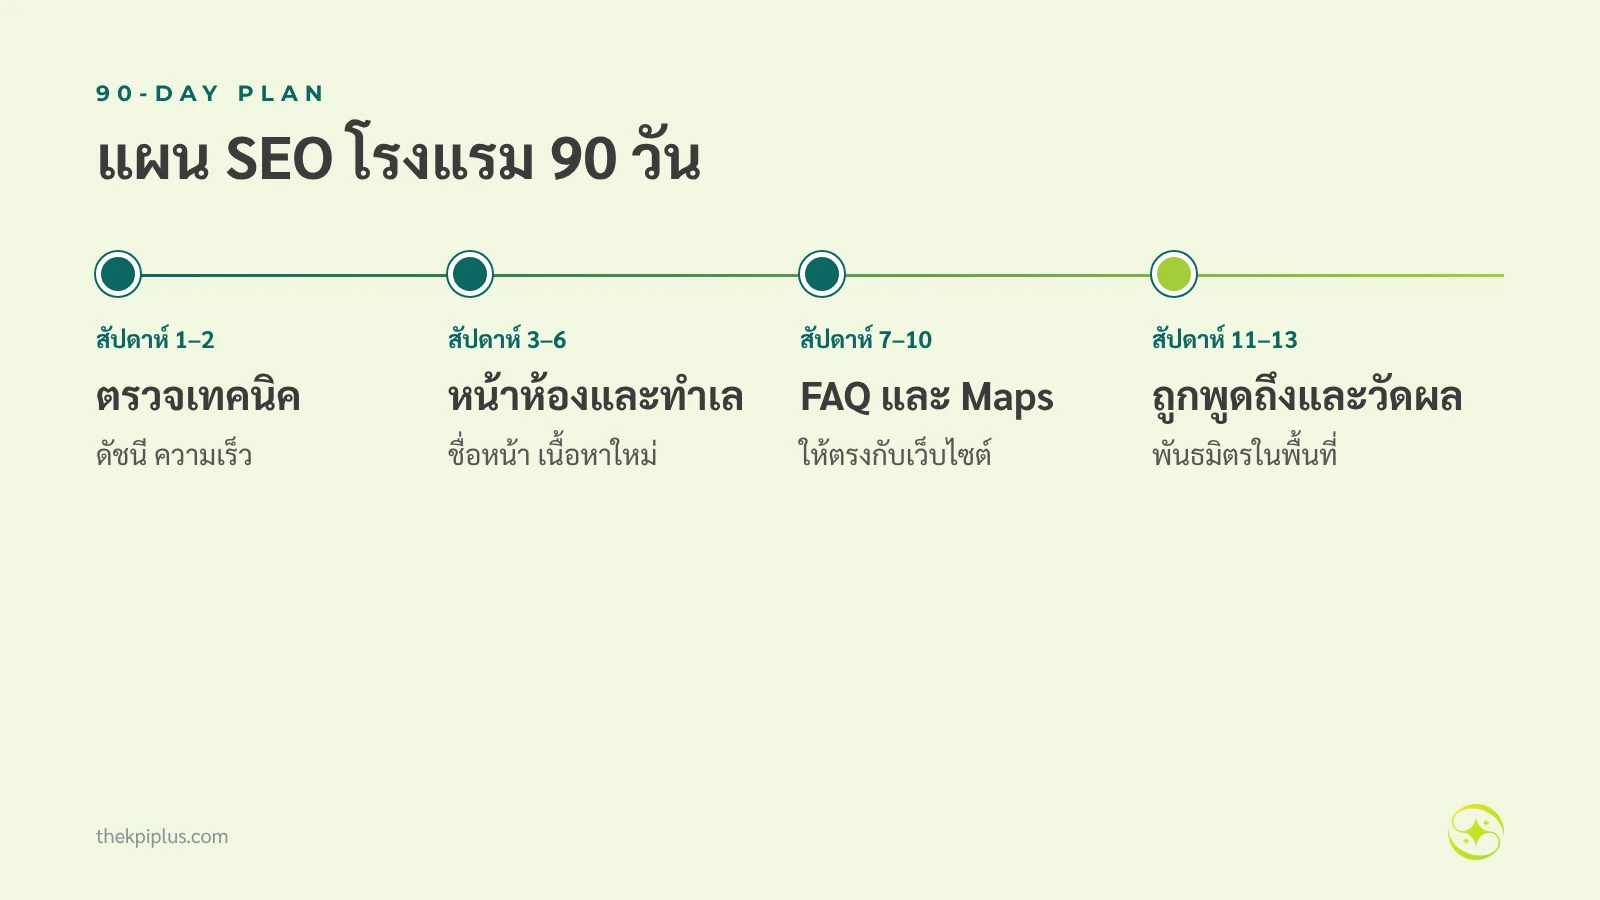 90-DAY PLAN
แผน SEO โรงแรม 90 วัน
สัปดาห์ 1–2
ตรวจเทคนิค
ดัชนี ความเร็ว
สัปดาห์ 3–6
หน้าห้องและทำเล
ชื่อหน้า เนื้อหาใหม่
สัปดาห์ 7–10
FAQ และ Maps
ให้ตรงกับเว็บไซต์
สัปดาห์ 11–13
ถูกพูดถึงและวัดผล
พันธมิตรในพื้นที่
thekpiplus.com